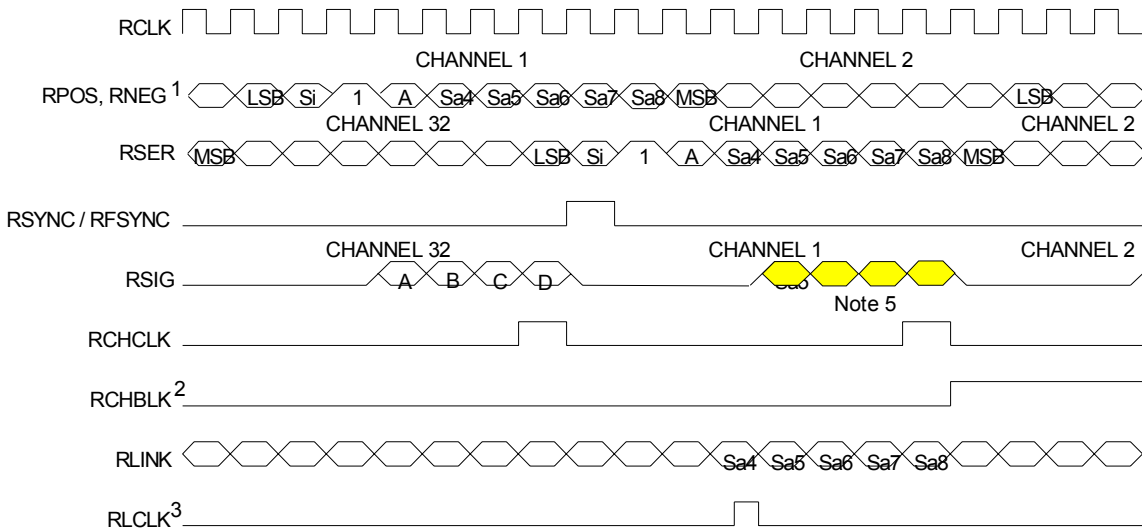 RCLK
CHANNEL 1 CHANNEL 2
RPOS, RNEG 1 LSB Si 1 A Sa4 Sa5 Sa6 Sa7 Sa8 MSB LSB
CHANNEL 32 CHANNEL 1 CHANNEL 2
RSER MSB LSB Si 1 A Sa4 Sa5 Sa6 Sa7 Sa8 MSB
RSYNC / RFSYNC
CHANNEL 32 CHANNEL 1 CHANNEL 2
RSIG A B C D
Note 5
RCHCLK
RCHBLK 2
RLINK Sa4 Sa5 Sa6 Sa7 Sa8
RLCLK 3